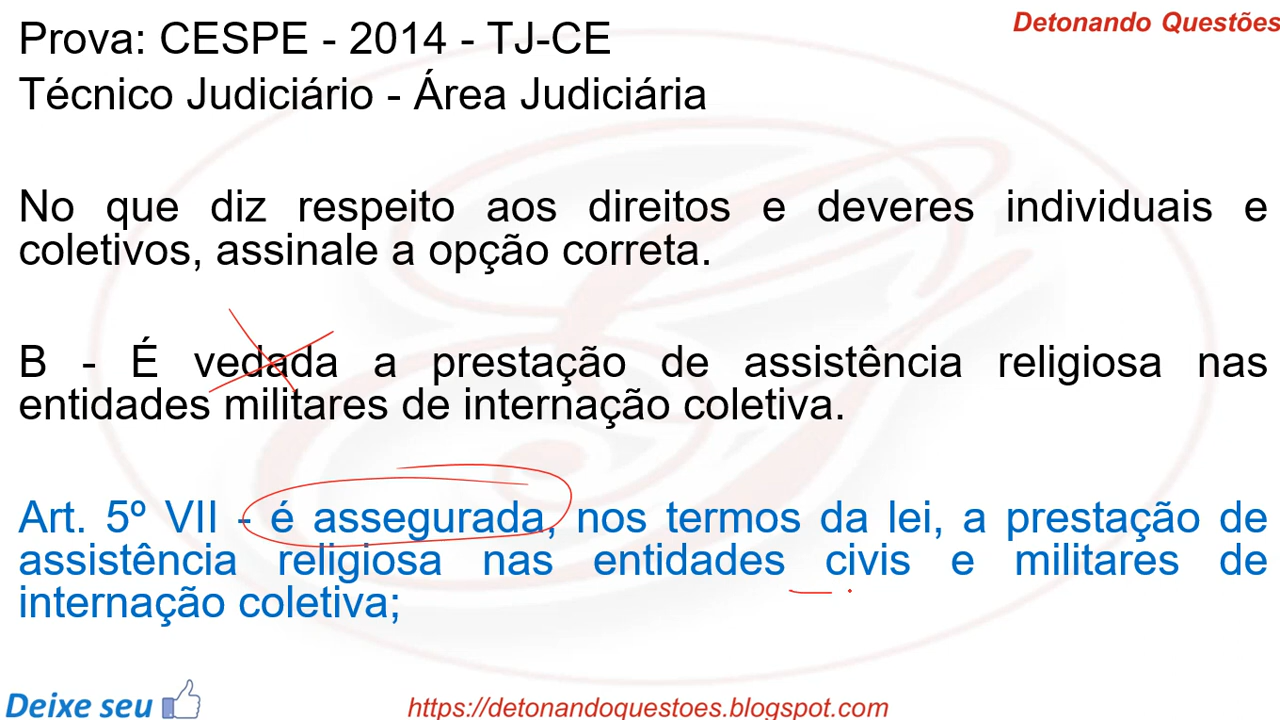 Detonando Questões
Prova: CESPE - 2014 - TJ-CE
Técnico Judiciário - Área Judiciária
No que diz respeito aos direitos e deveres individuais e
coletivos, assinale a opção correta.
B - É vedada a prestação de assistência religiosa nas
entidades militares de internação coletiva.
Art. 5º VII - é assegurada, nos termos da lei, a prestação de
assistência religiosa nas entidades civis e militares de
internação coletiva;
Deixe seu
https://detonandoquestoes.blogspot.com/